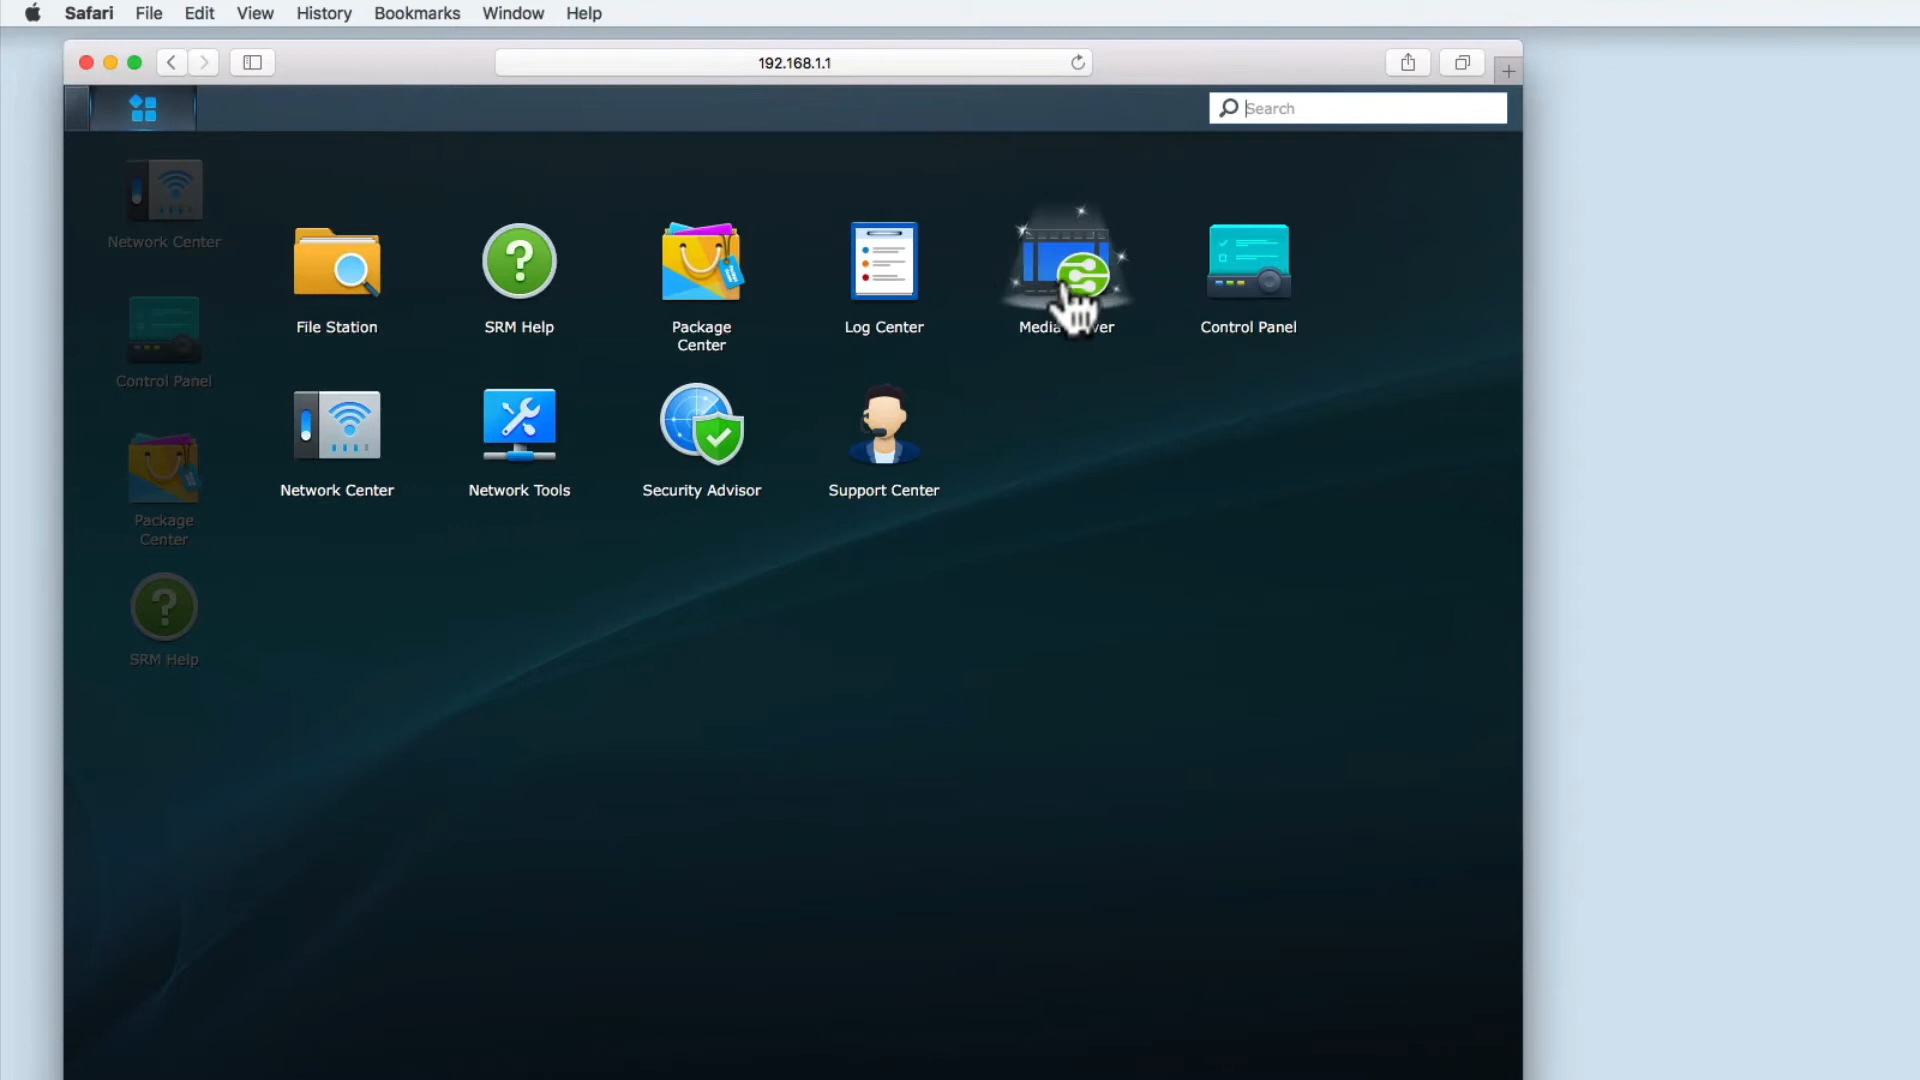 Safari File Edit View History Bookmarks Window Help
192.168.1.1
Search
Network Center
Control Panel
Package
Center
SRM Help
File Station
SRM Help
Package
Center
Log Center
Control Panel
Network Center
Network Tools
Security Advisor
Support Center